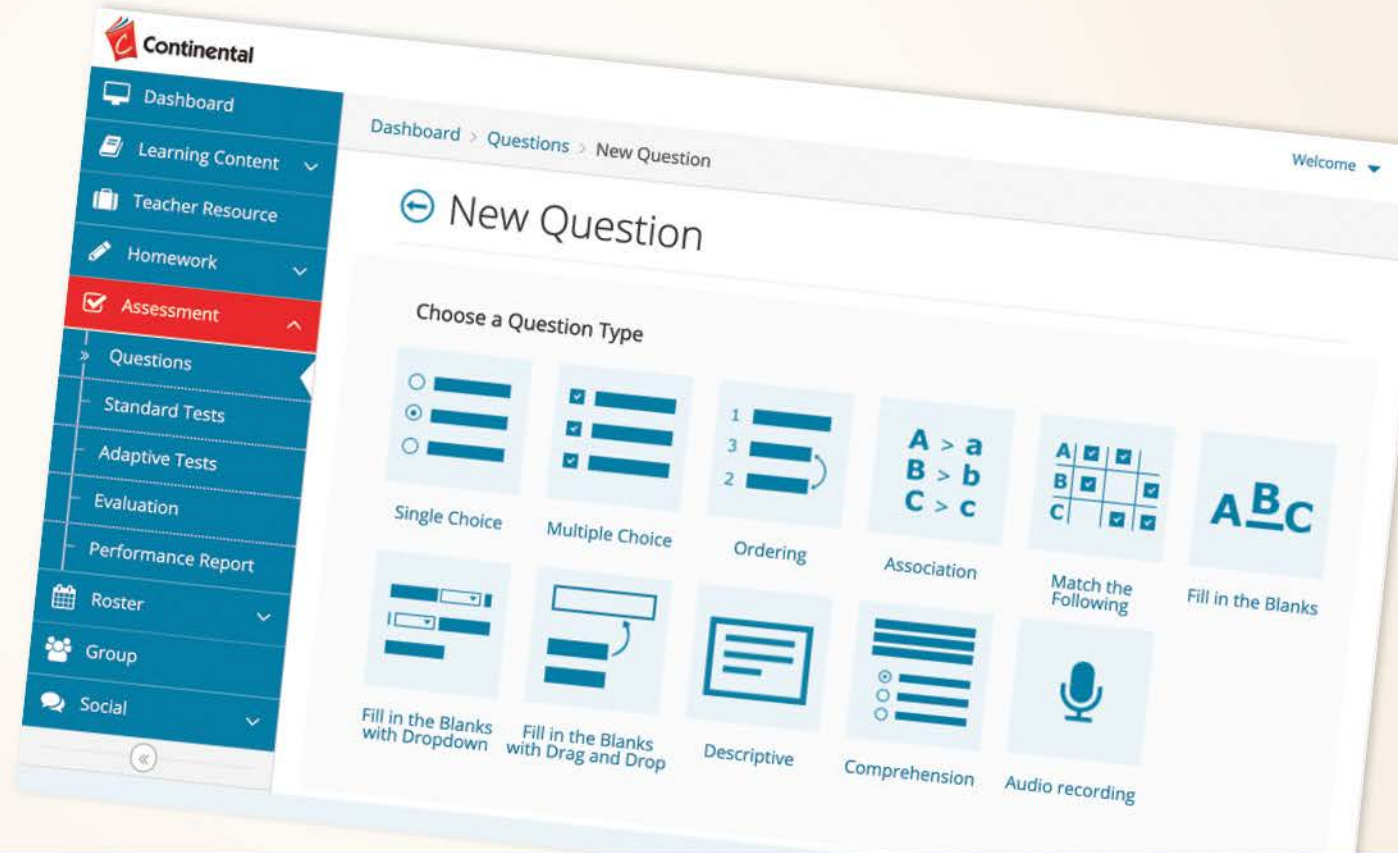 Continental
Dashboard
Learning Content
Teacher Resource
Homework
Assessment
Questions
Standard Tests
Adaptive Tests
Evaluation
Performance Report
Roster
Group
Social
Dashboard > Questions > New Question
Welcome
New Question
Choose a Question Type
1
3
2
A > a
B > b
C > c
A
B
C
ABC
Single Choice
Multiple Choice
Ordering
Association
Match the
Following
Fill in the Blanks
Fill in the Blanks
with Dropdown
Fill in the Blanks
with Drag and Drop
Descriptive
Comprehension
Audio recording